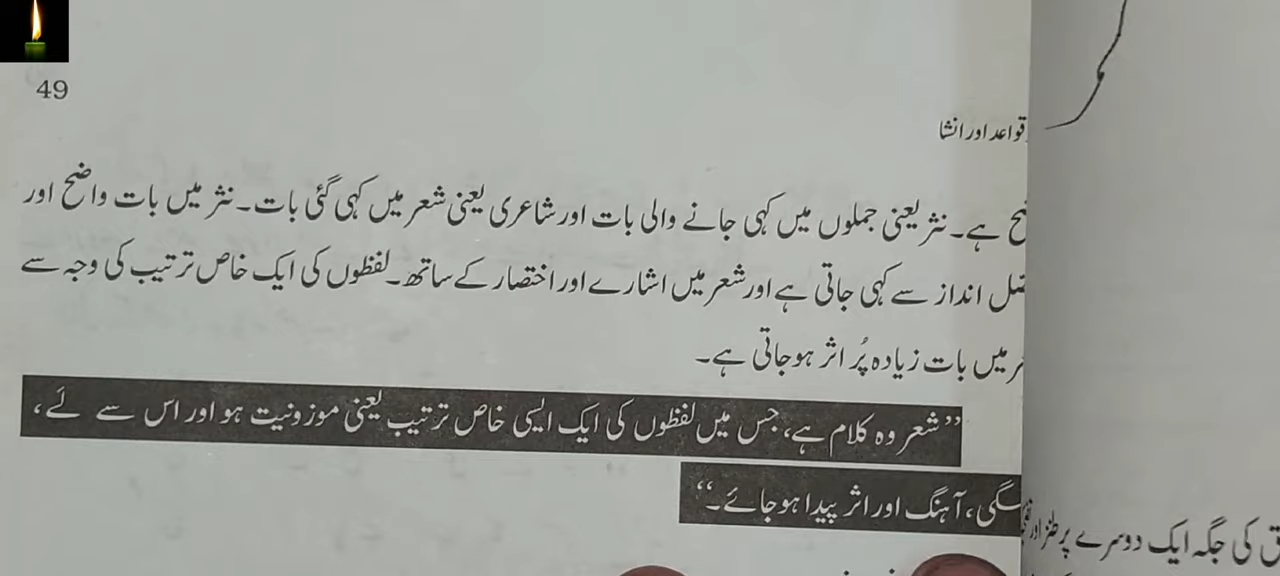 49
قواعد اور انشا
ہے۔ نثر یعنی جملوں میں کہی جانے والی بات اور شاعری یعنی شعر میں کہی گئی بات۔ نثر میں بات واضح اور
انداز سے کہی جاتی ہے اور شعر میں اشارے اور اختصار کے ساتھ۔ لفظوں کی ایک خاص ترتیب کی وجہ سے
میں بات زیادہ پُر اثر ہو جاتی ہے۔
”شعر وہ کلام ہے، جس میں لفظوں کی ایک ایسی خاص ترتیب یعنی موزونیت ہو اور اس سے لَے،
آہنگ اور اثر پیدا ہو جائے۔“
کی جگہ ایک دوسرے پر طنز اور